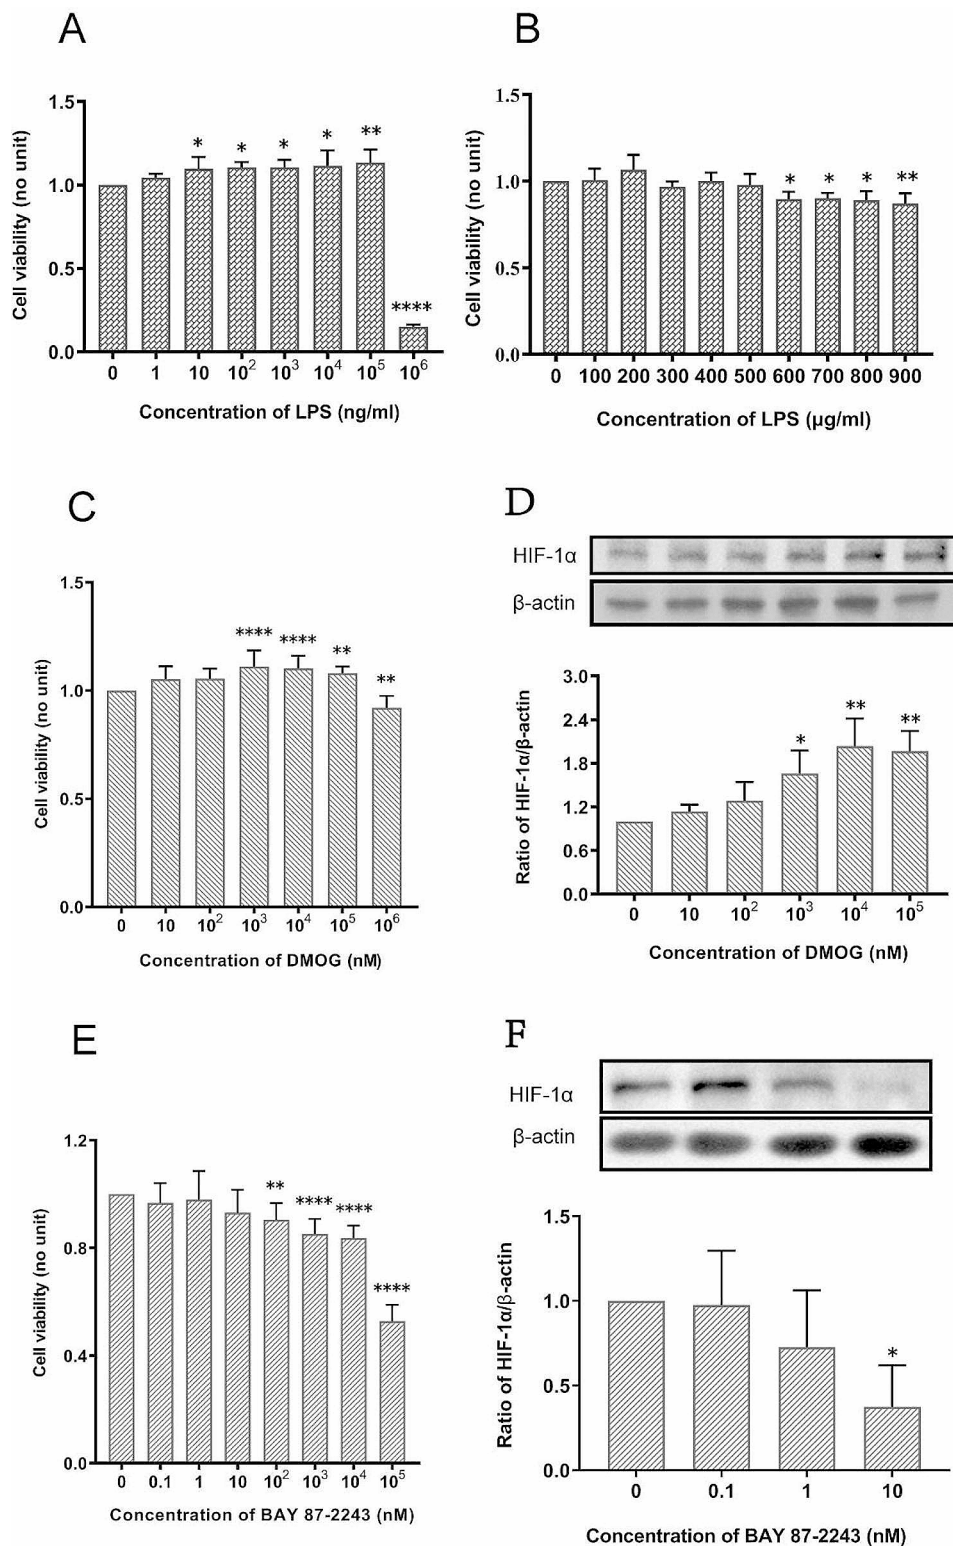 A
Cell viability (no unit)
1.5
1.0
0.5
0.0
* * * * ** ****
0 1 10 10² 10³ 10⁴ 10⁵ 10⁶
Concentration of LPS (ng/ml)
B
Cell viability (no unit)
1.5
1.0
0.5
0.0
* * * **
0 100 200 300 400 500 600 700 800 900
Concentration of LPS (µg/ml)
C
Cell viability (no unit)
1.5
1.0
0.5
0.0
**** **** ** **
0 10 10² 10³ 10⁴ 10⁵ 10⁶
Concentration of DMOG (nM)
D
HIF-1α
β-actin
Ratio of HIF-1α/β-actin
3.0
2.4
1.8
1.2
0.6
0.0
* ** **
0 10 10² 10³ 10⁴ 10⁵
Concentration of DMOG (nM)
E
Cell viability (no unit)
1.2
0.8
0.4
0.0
** **** **** ****
0 0.1 1 10 10² 10³ 10⁴ 10⁵
Concentration of BAY 87-2243 (nM)
F
HIF-1α
β-actin
Ratio of HIF-1α/β-actin
1.5
1.0
0.5
0.0
*
0 0.1 1 10
Concentration of BAY 87-2243 (nM)